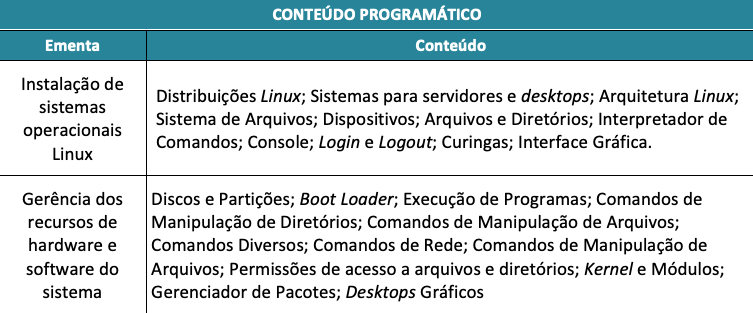 CONTEÚDO PROGRAMÁTICO
Ementa
Conteúdo
Instalação de
sistemas
operacionais
Linux
Distribuições Linux; Sistemas para servidores e desktops; Arquitetura Linux;
Sistema de Arquivos; Dispositivos; Arquivos e Diretórios; Interpretador de
Comandos; Console; Login e Logout; Curingas; Interface Gráfica.
Gerência dos
recursos de
hardware e
software do
sistema
Discos e Partições; Boot Loader; Execução de Programas; Comandos de
Manipulação de Diretórios; Comandos de Manipulação de Arquivos;
Comandos Diversos; Comandos de Rede; Comandos de Manipulação de
Arquivos; Permissões de acesso a arquivos e diretórios; Kernel e Módulos;
Gerenciador de Pacotes; Desktops Gráficos